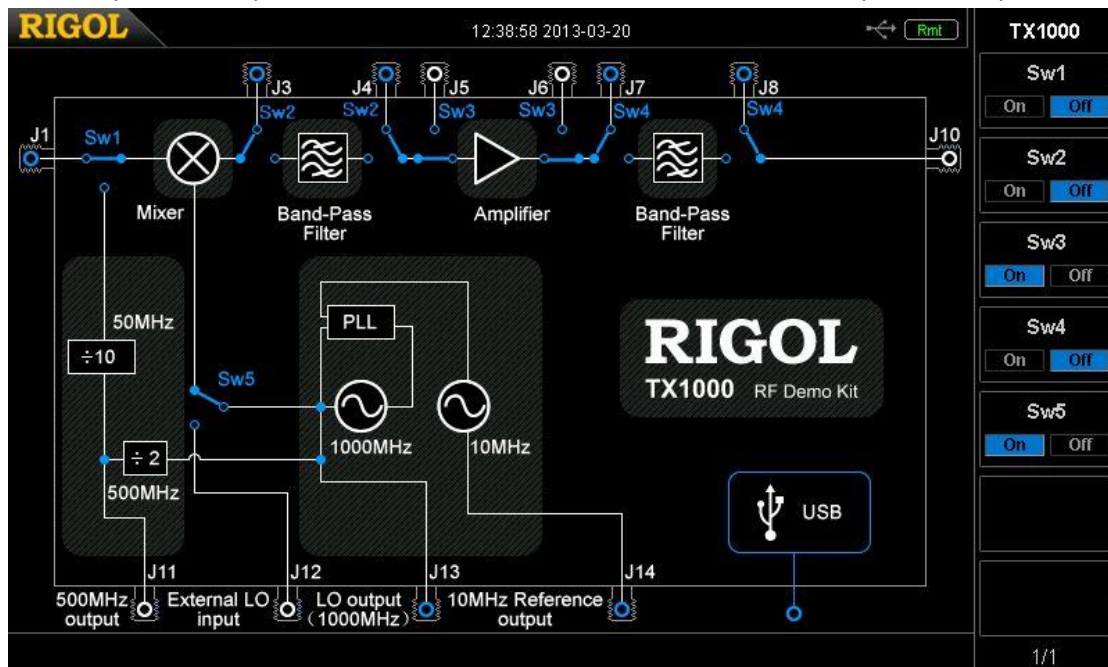 RIGOL
12:38:58 2013-03-20
Rmt
TX1000
J3
J4
J5
J6
J7
J8
Sw2
Sw2
Sw3
Sw3
Sw4
Sw4
J1
Sw1
J10
Mixer
Band-Pass
Filter
Amplifier
Band-Pass
Filter
50MHz
÷10
Sw5
÷ 2
500MHz
PLL
1000MHz
10MHz
RIGOL
TX1000 RF Demo Kit
USB
J11
J12
J13
J14
500MHz
output
External LO
input
LO output
(1000MHz)
10MHz Reference
output
Sw1
On Off
Sw2
On Off
Sw3
On Off
Sw4
On Off
Sw5
On Off
1/1